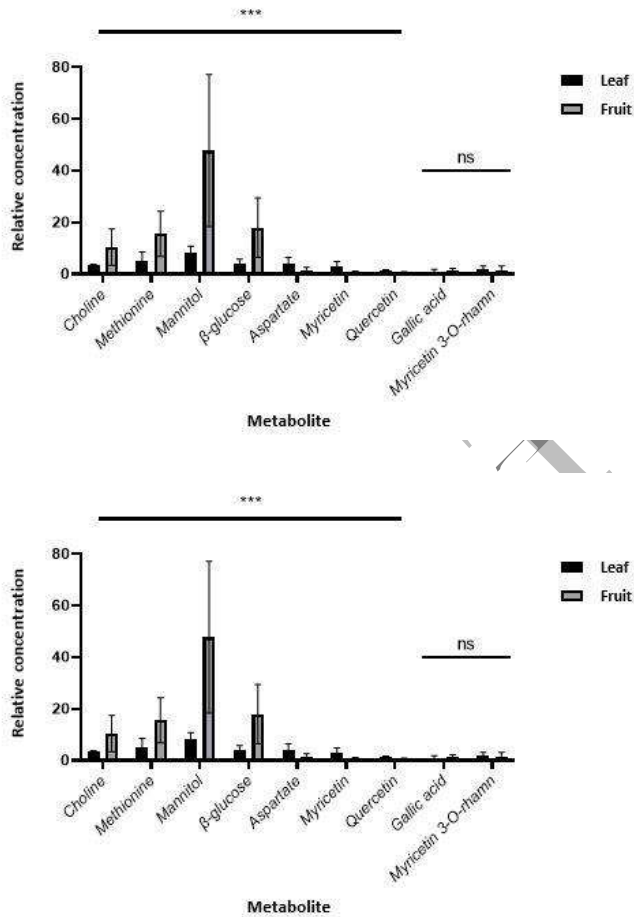 ***
80
60
40
20
0
Relative concentration
Leaf
Fruit
ns
Choline
Methionine
Mannitol
β-glucose
Aspartate
Myricetin
Quercetin
Gallic acid
Myricetin 3-O-rhamn
Metabolite
***
80
60
40
20
0
Relative concentration
Leaf
Fruit
ns
Choline
Methionine
Mannitol
β-glucose
Aspartate
Myricetin
Quercetin
Gallic acid
Myricetin 3-O-rhamn
Metabolite